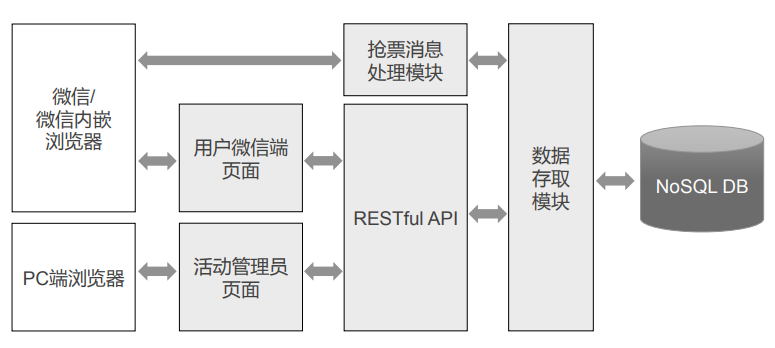 微信/
微信内嵌
浏览器
抢票消息
处理模块
用户微信端
页面
RESTful API
数据
存取
模块
NoSQL DB
PC端浏览器
活动管理员
页面